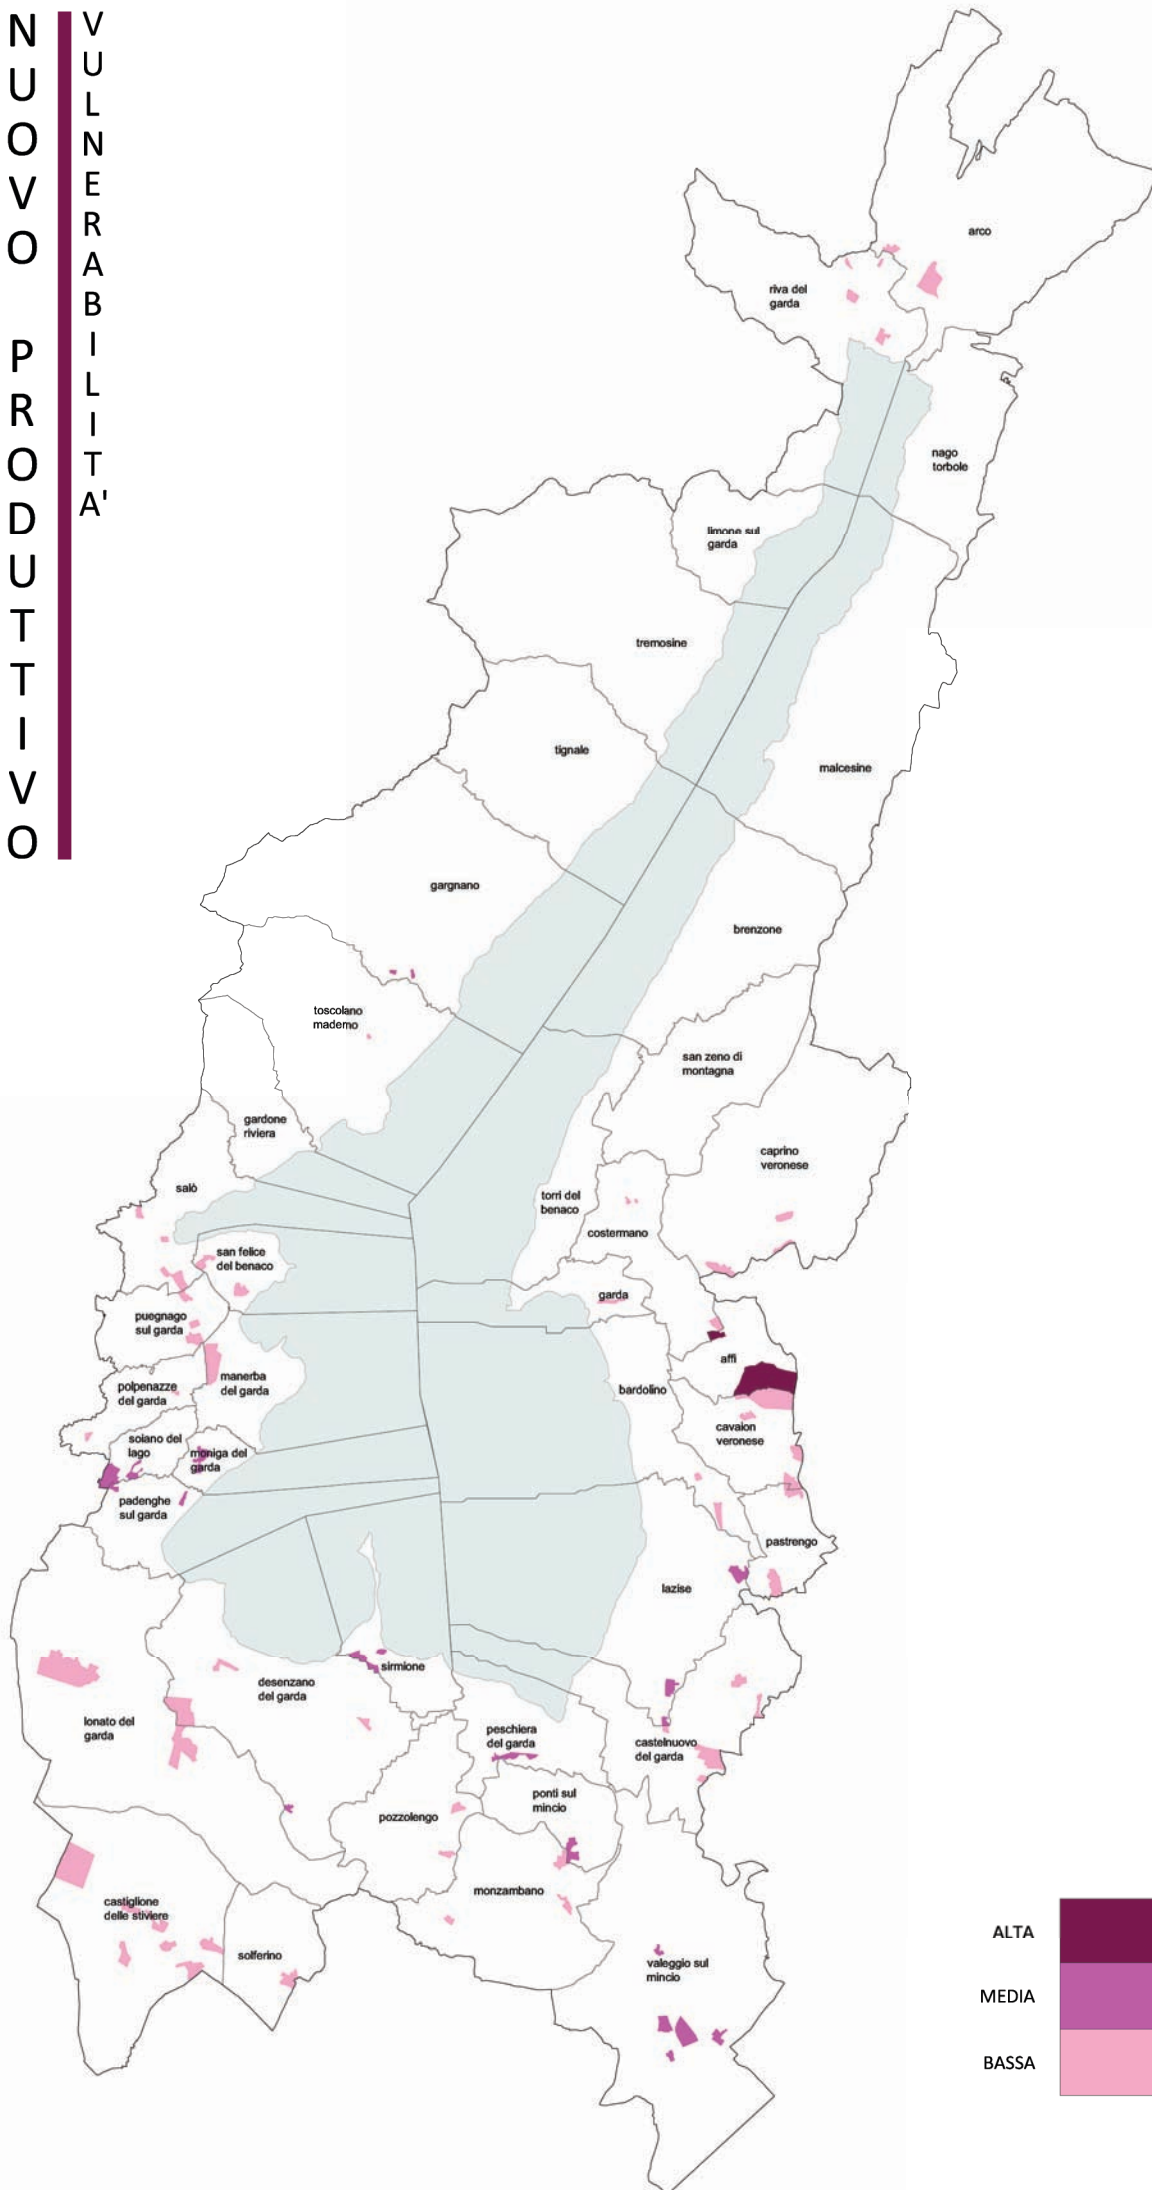 NUOVO PRODUTTIVO
VULNERABILITA'
arco
riva del
garda
nago
torbole
limone sul
garda
tremosine
tignale
malcesine
gargnano
brenzone
toscolano
maderno
san zeno di
montagna
gardone
riviera
caprino
veronese
salò
torri del
benaco
costermano
san felice
del benaco
garda
puegnago
sul garda
affi
manerba
del garda
polpenazze
del garda
bardolino
cavaion
veronese
soiano del
lago
moniga del
garda
padenghe
sul garda
pastrengo
lazise
sirmione
desenzano
del garda
lonato del
garda
peschiera
del garda
castelnuovo
del garda
ponti sul
mincio
pozzolengo
monzambano
castiglione
delle stiviere
solferino
valeggio sul
mincio
ALTA
MEDIA
BASSA